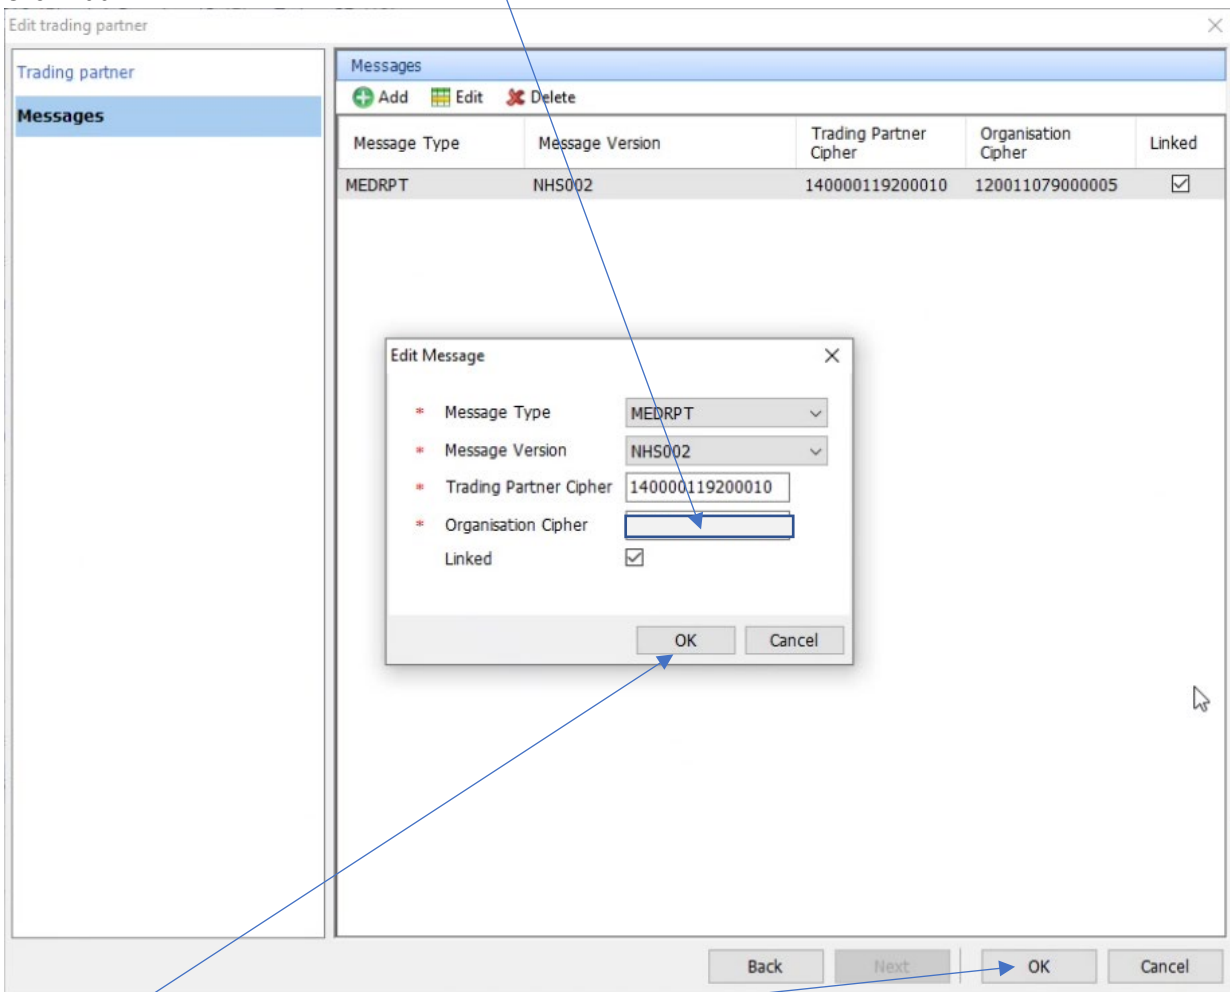 Edit trading partner
Trading partner
Messages
Messages
Add Edit Delete
Message Type Message Version Trading Partner Cipher Organisation Cipher Linked
MEDRPT NHS002 140000119200010 120011079000005
Edit Message
* Message Type MEDRPT
* Message Version NHS002
* Trading Partner Cipher 140000119200010
* Organisation Cipher
Linked
OK Cancel
Back Next OK Cancel